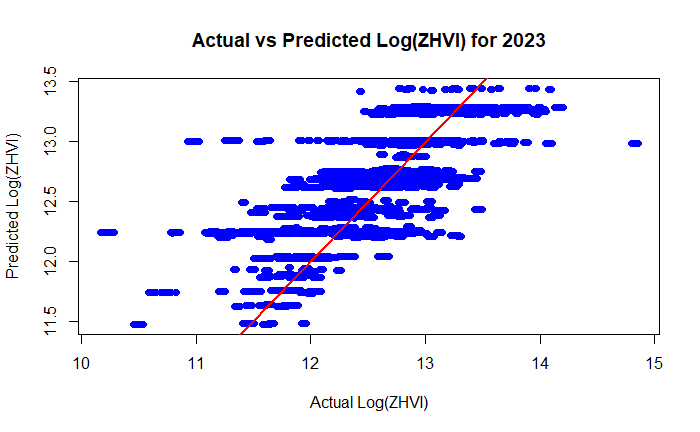 Actual vs Predicted Log(ZHVI) for 2023
Predicted Log(ZHVI)
13.5
13.0
12.5
12.0
11.5
10 11 12 13 14 15
Actual Log(ZHVI)